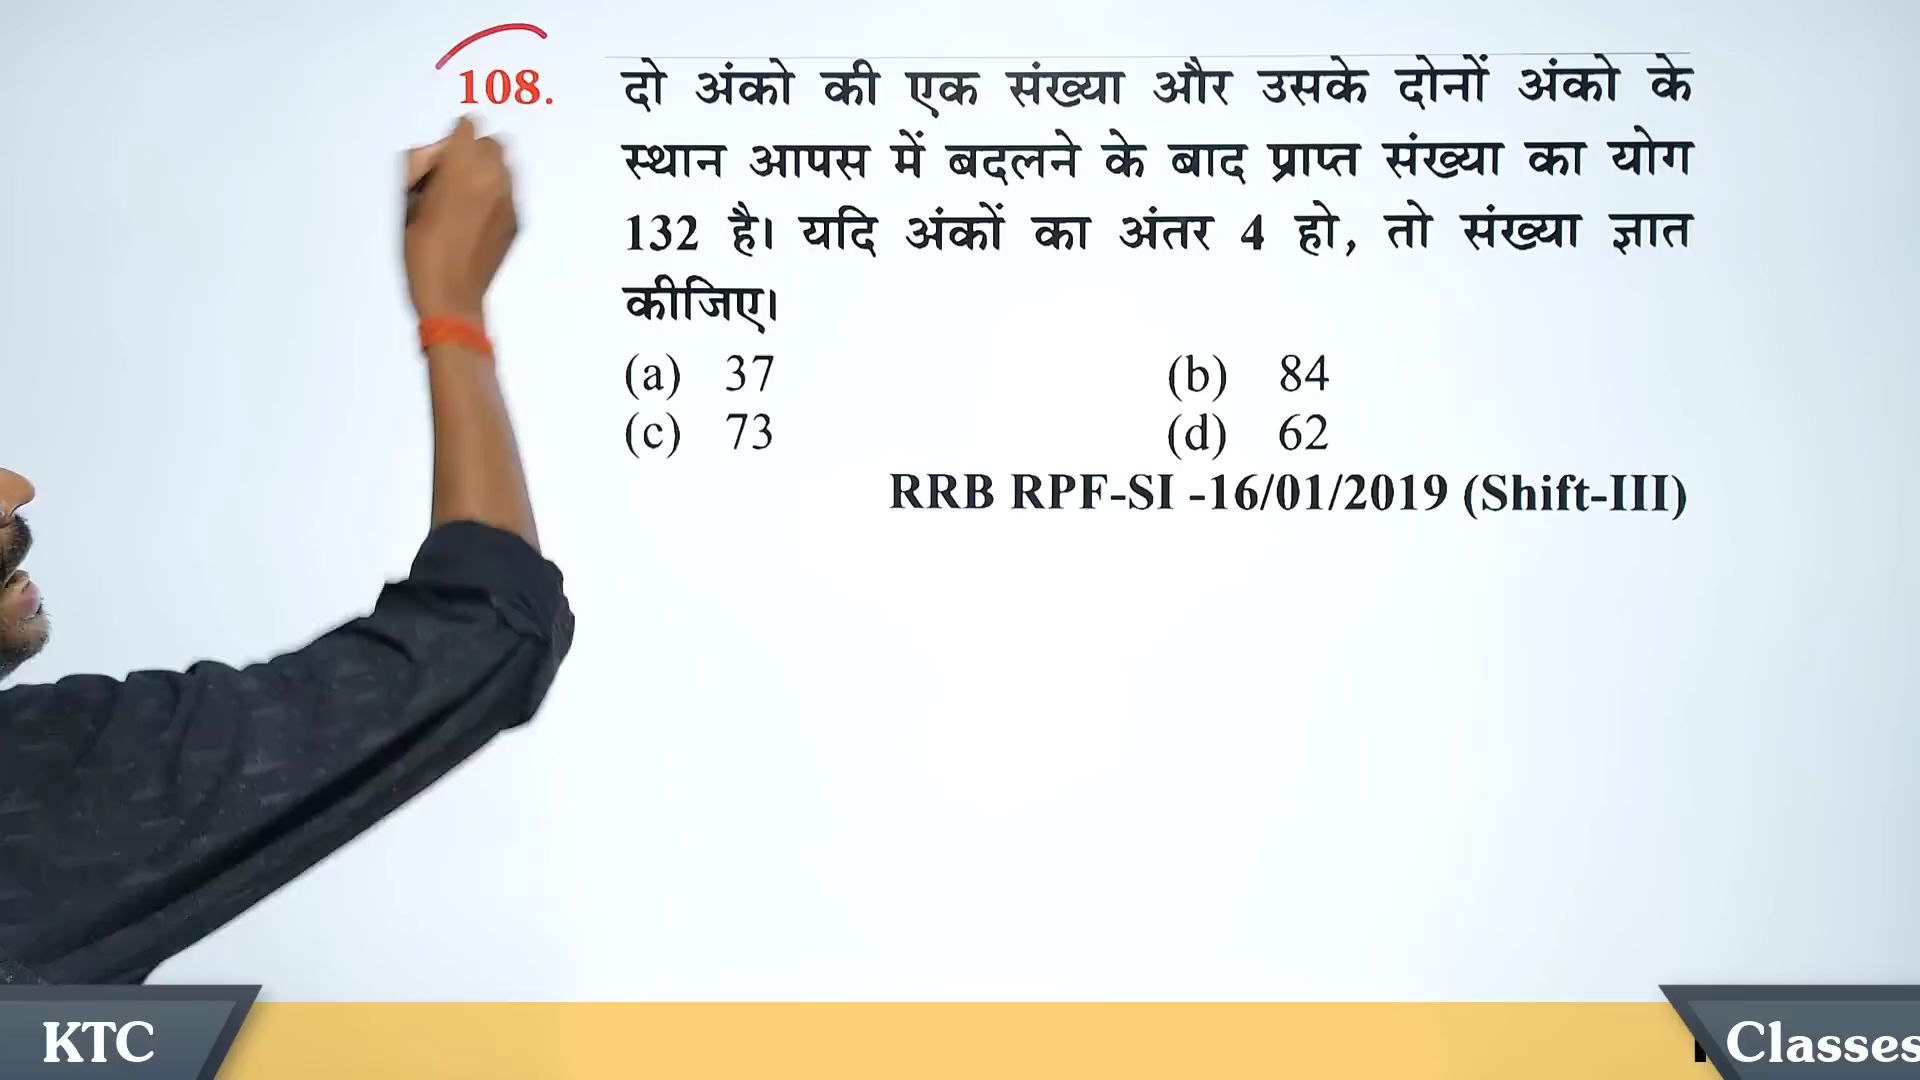 108. दो अंको की एक संख्या और उसके दोनों अंको के
स्थान आपस में बदलने के बाद प्राप्त संख्या का योग
132 है। यदि अंकों का अंतर 4 हो, तो संख्या ज्ञात
कीजिए।
(a) 37 (b) 84
(c) 73 (d) 62
RRB RPF-SI -16/01/2019 (Shift-III)
KTC Classes